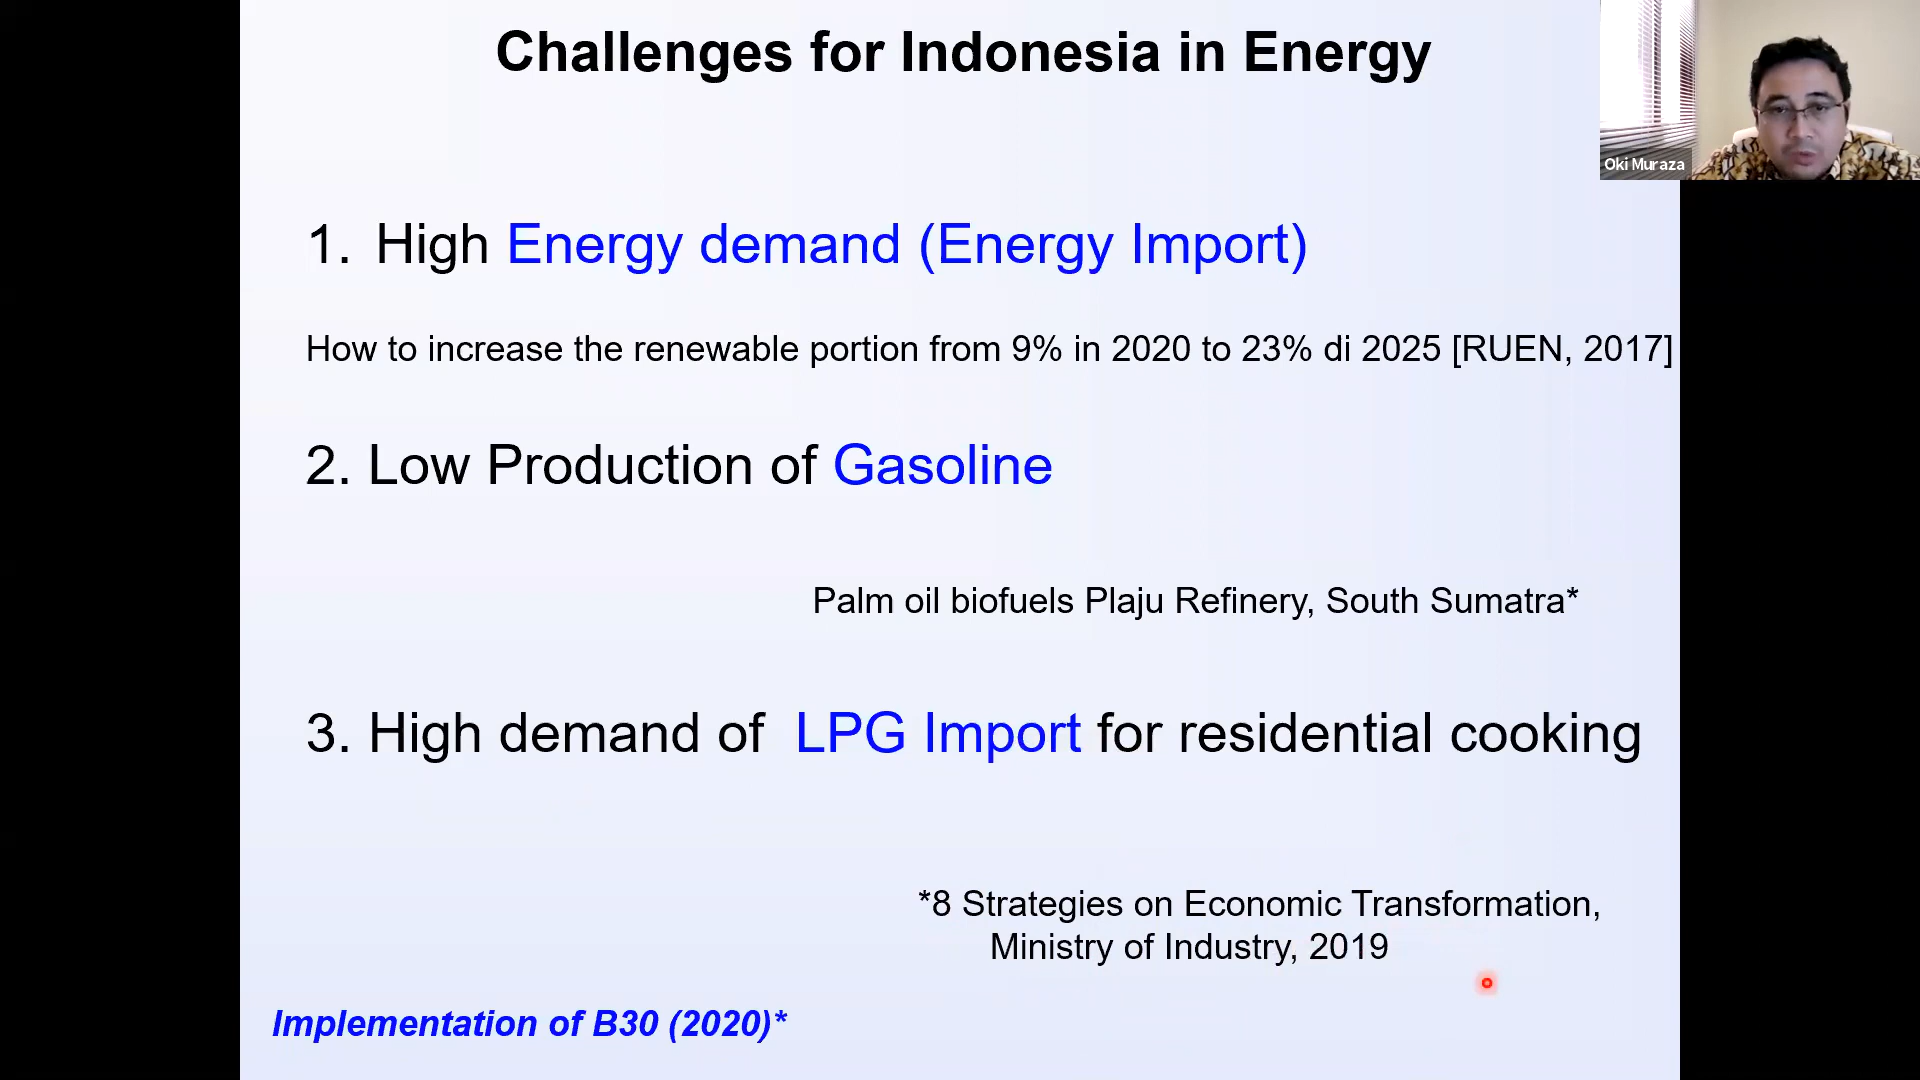 Challenges for Indonesia in Energy
Oki Muraza
1. High Energy demand (Energy Import)
How to increase the renewable portion from 9% in 2020 to 23% di 2025 [RUEN, 2017]
2. Low Production of Gasoline
Palm oil biofuels Plaju Refinery, South Sumatra*
3. High demand of LPG Import for residential cooking
*8 Strategies on Economic Transformation,
Ministry of Industry, 2019
Implementation of B30 (2020)*